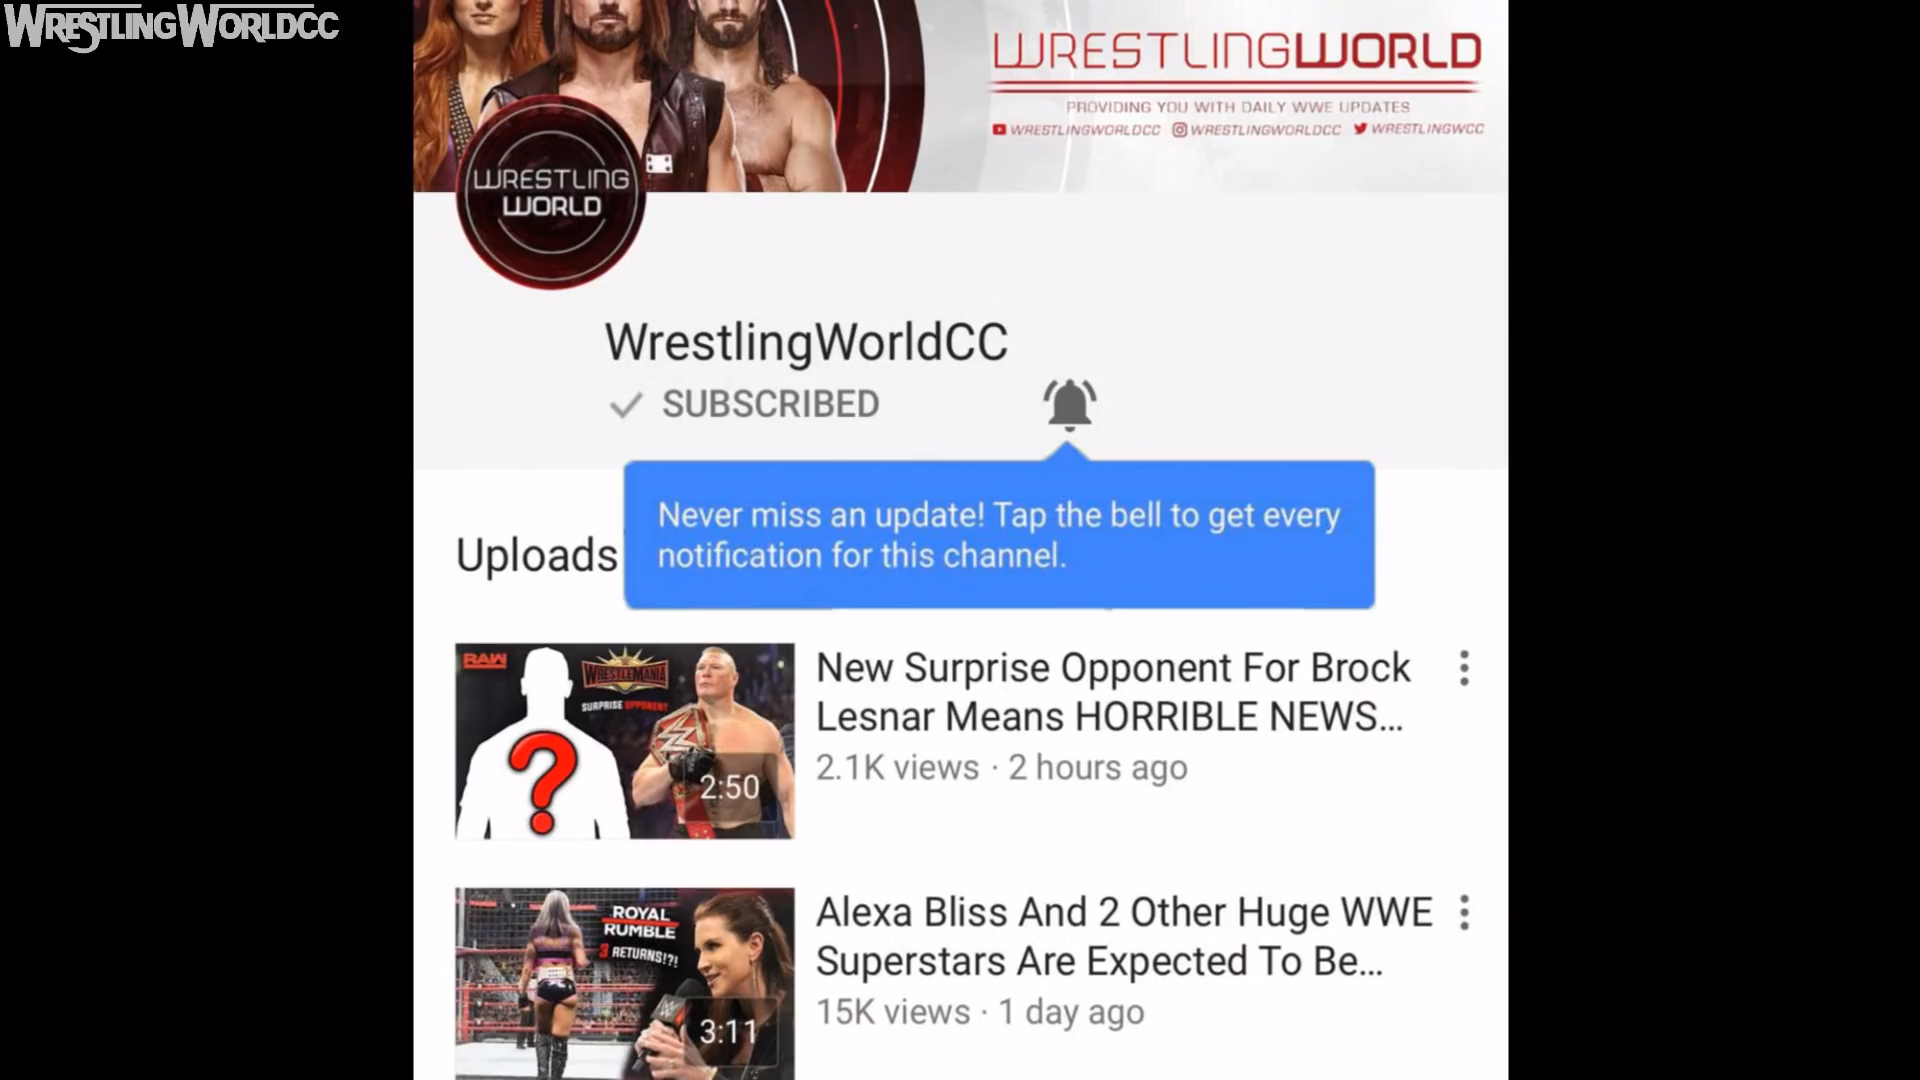 WRESTLINGWORLDCC
WRESTLINGWORLD
PROVIDING YOU WITH DAILY WWE UPDATES
WRESTLINGWORLDCC WRESTLINGWORLDCC WRESTLINGWCC
WRESTLING
WORLD
WrestlingWorldCC
SUBSCRIBED
Never miss an update! Tap the bell to get every
notification for this channel.
Uploads
RAW
WRESTLEMANIA
SURPRISE OPPONENT
?
2:50
New Surprise Opponent For Brock
Lesnar Means HORRIBLE NEWS...
2.1K views · 2 hours ago
ROYAL
RUMBLE
3 RETURNS!?!
3:11
Alexa Bliss And 2 Other Huge WWE
Superstars Are Expected To Be...
15K views · 1 day ago